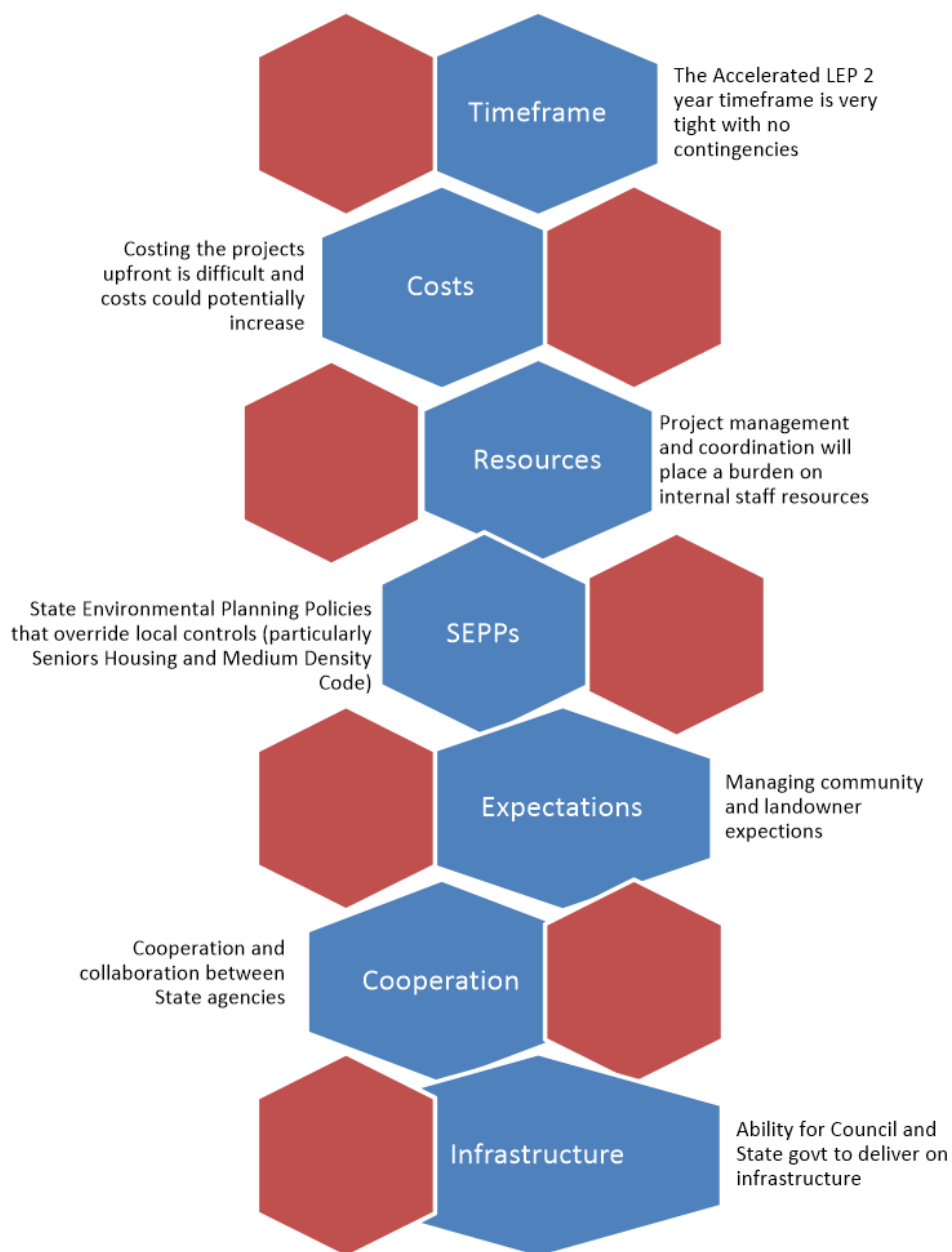 Timeframe
The Accelerated LEP 2
year timeframe is very
tight with no
contingencies
Costing the projects
upfront is difficult and
costs could potentially
increase
Costs
Resources
Project management
and coordination will
place a burden on
internal staff resources
State Environmental Planning Policies
that override local controls (particularly
Seniors Housing and Medium Density
Code)
SEPPs
Expectations
Managing community
and landowner
expections
Cooperation and
collaboration between
State agencies
Cooperation
Infrastructure
Ability for Council and
State govt to deliver on
infrastructure